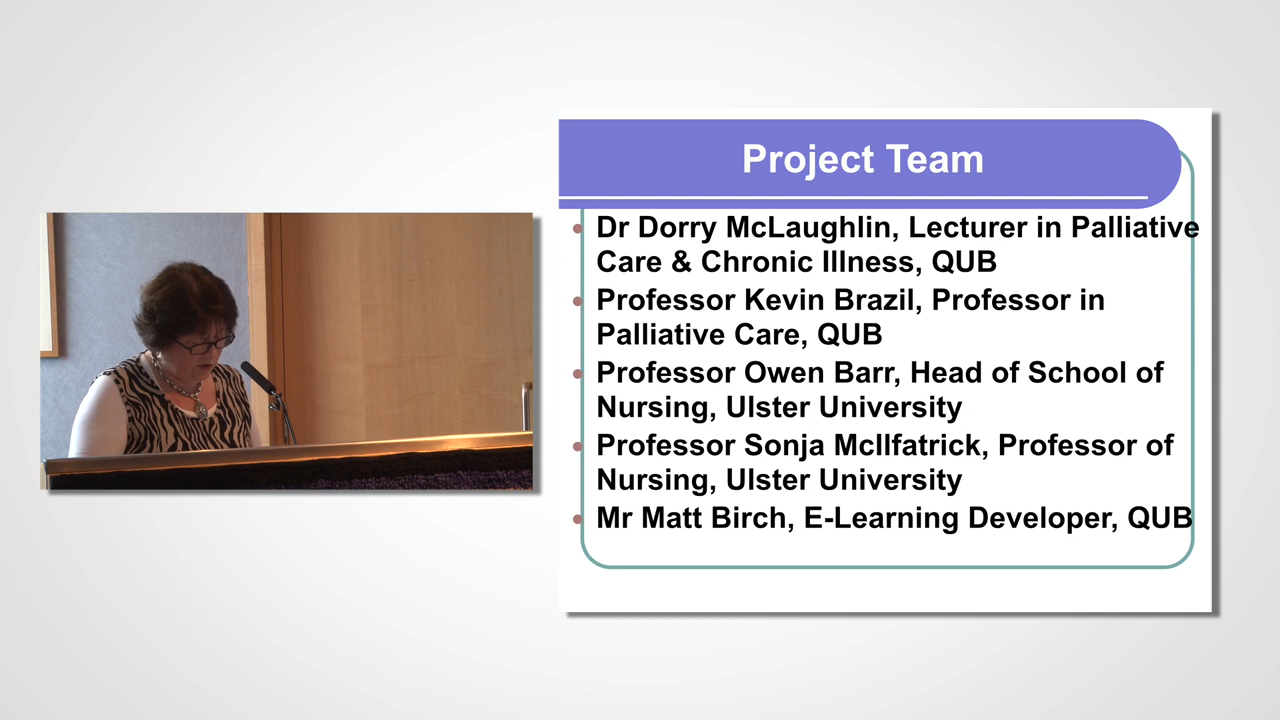 Project Team
Dr Dorry McLaughlin, Lecturer in Palliative
Care & Chronic Illness, QUB
Professor Kevin Brazil, Professor in
Palliative Care, QUB
Professor Owen Barr, Head of School of
Nursing, Ulster University
Professor Sonja McIlfatrick, Professor of
Nursing, Ulster University
Mr Matt Birch, E-Learning Developer, QUB